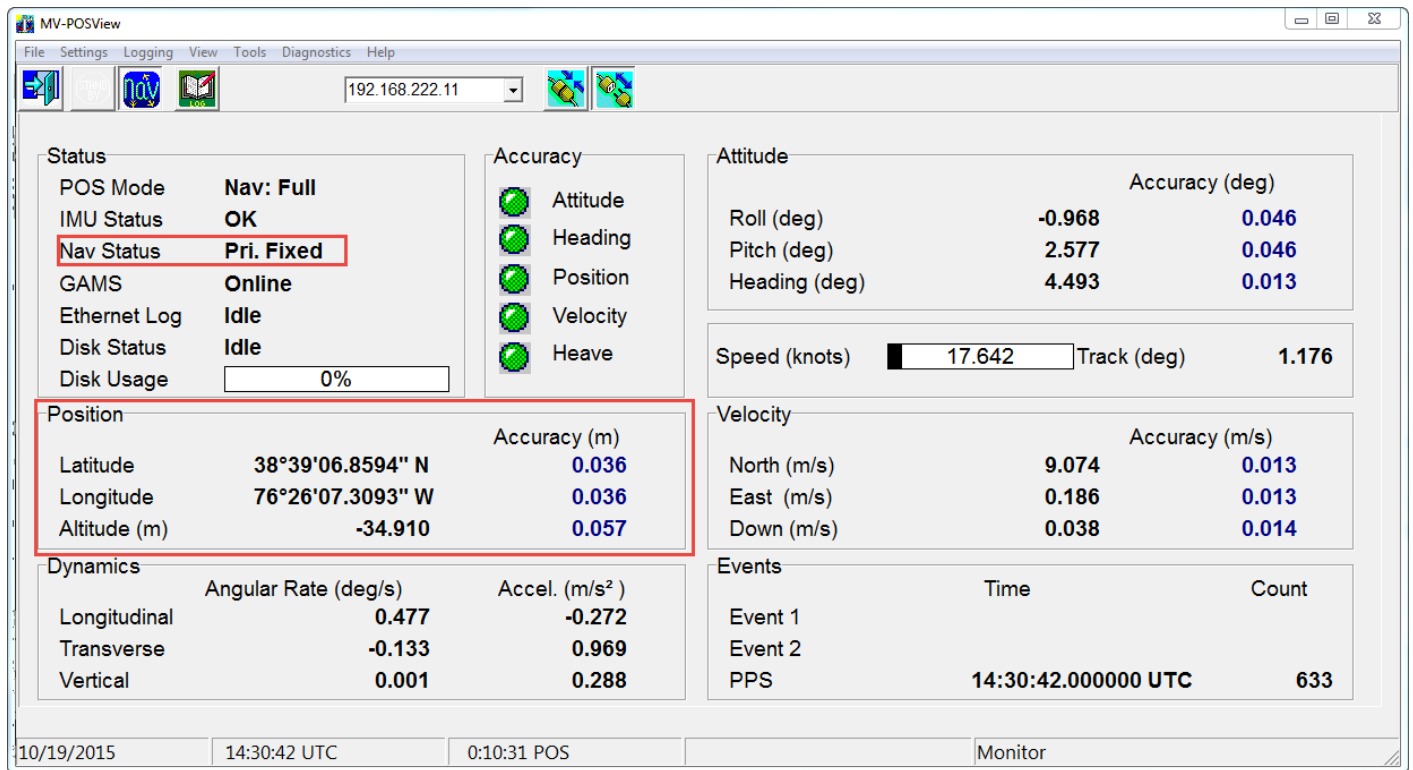 MV-POSView
File Settings Logging View Tools Diagnostics Help
STAND BY nav LOG 192.168.222.11
Status
POS Mode Nav: Full
IMU Status OK
Nav Status Pri. Fixed
GAMS Online
Ethernet Log Idle
Disk Status Idle
Disk Usage 0%
Accuracy
Attitude
Heading
Position
Velocity
Heave
Attitude
Accuracy (deg)
Roll (deg) -0.968 0.046
Pitch (deg) 2.577 0.046
Heading (deg) 4.493 0.013
Speed (knots) 17.642 Track (deg) 1.176
Position
Accuracy (m)
Latitude 38°39'06.8594" N 0.036
Longitude 76°26'07.3093" W 0.036
Altitude (m) -34.910 0.057
Velocity
Accuracy (m/s)
North (m/s) 9.074 0.013
East (m/s) 0.186 0.013
Down (m/s) 0.038 0.014
Dynamics
Angular Rate (deg/s) Accel. (m/s² )
Longitudinal 0.477 -0.272
Transverse -0.133 0.969
Vertical 0.001 0.288
Events
Time Count
Event 1
Event 2
PPS 14:30:42.000000 UTC 633
10/19/2015 14:30:42 UTC 0:10:31 POS Monitor